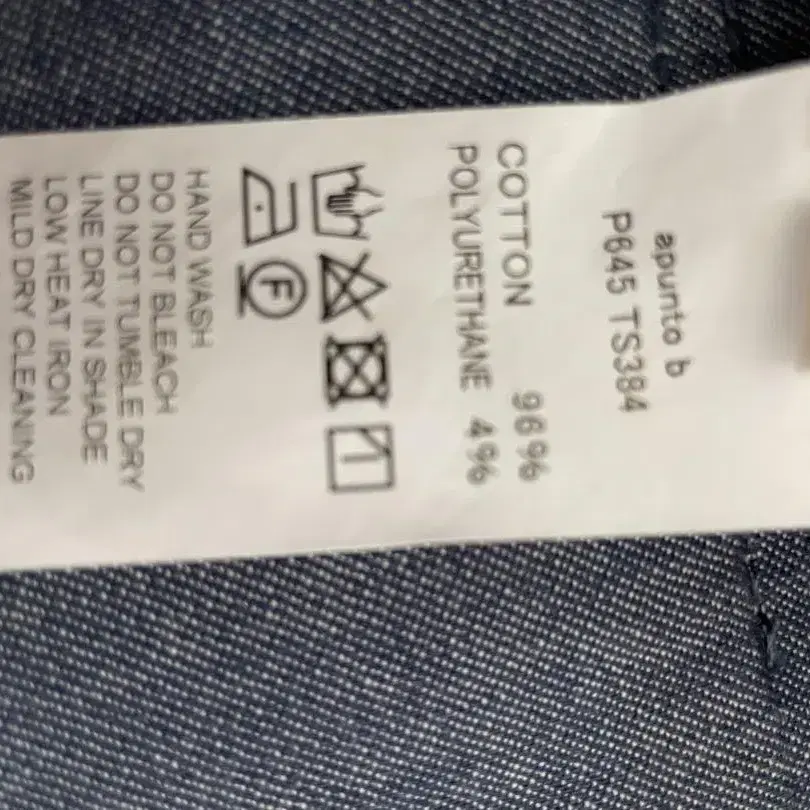 apunto b
P645 TS384
COTTON 96%
POLYURETHANE 4%
F
HAND WASH
DO NOT BLEACH
DO NOT TUMBLE DRY
LINE DRY IN SHADE
LOW HEAT IRON
MILD DRY CLEANING